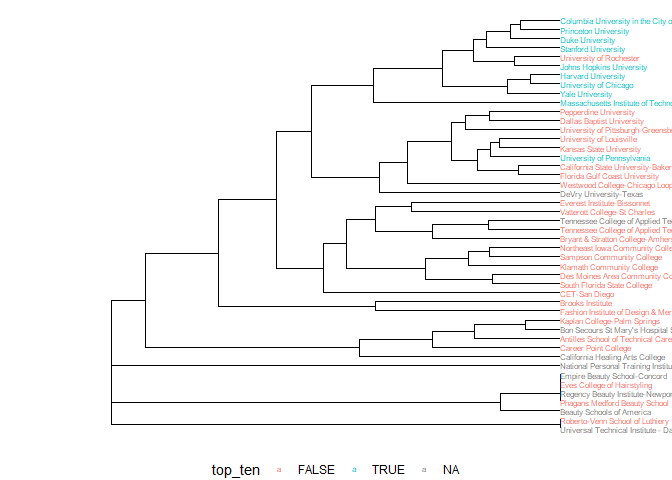 Columbia University in the City o
Princeton University
Duke University
Stanford University
University of Rochester
Johns Hopkins University
Harvard University
University of Chicago
Yale University
Massachusetts Institute of Techno
Pepperdine University
Dallas Baptist University
University of Pittsburgh-Greensb
University of Louisville
Kansas State University
University of Pennsylvania
California State University-Baker
Florida Gulf Coast University
Westwood College-Chicago Loop
DeVry University-Texas
Everest Institute-Bissonnet
Vatterott College-St Charles
Tennessee College of Applied Te
Tennessee College of Applied Te
Bryant & Stratton College-Amhers
Northeast Iowa Community Colle
Sampson Community College
Klamath Community College
Des Moines Area Community Co
South Florida State College
CET-San Diego
Brooks Institute
Fashion Institute of Design & Mer
Kaplan College-Palm Springs
Bon Secours St Mary's Hospital S
Antilles School of Technical Care
Career Point College
California Healing Arts College
National Personal Training Institu
Empire Beauty School-Concord
Eves College of Hairstyling
Regency Beauty Institute-Newpor
Phagans Medford Beauty School
Beauty Schools of America
Roberto-Venn School of Luthiery
Universal Technical Institute - Da
top_ten a FALSE a TRUE a NA